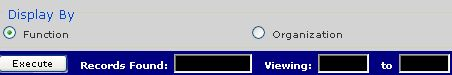 Display By
Function Organization
Execute Records Found: Viewing: to